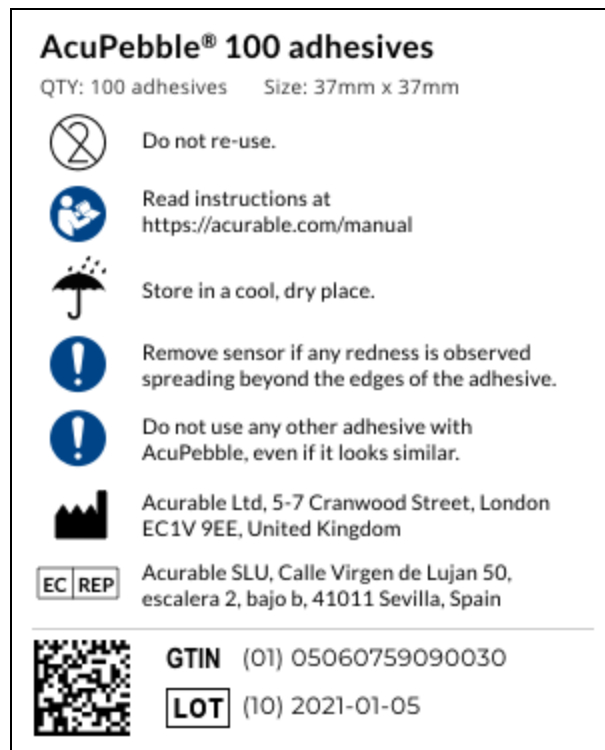 AcuPebble® 100 adhesives
QTY: 100 adhesives Size: 37mm x 37mm
2
Do not re-use.
Read instructions at
https://acurable.com/manual
Store in a cool, dry place.
!
Remove sensor if any redness is observed
spreading beyond the edges of the adhesive.
!
Do not use any other adhesive with
AcuPebble, even if it looks similar.
Acurable Ltd, 5-7 Cranwood Street, London
EC1V 9EE, United Kingdom
EC REP
Acurable SLU, Calle Virgen de Lujan 50,
escalera 2, bajo b, 41011 Sevilla, Spain
GTIN (01) 05060759090030
LOT (10) 2021-01-05